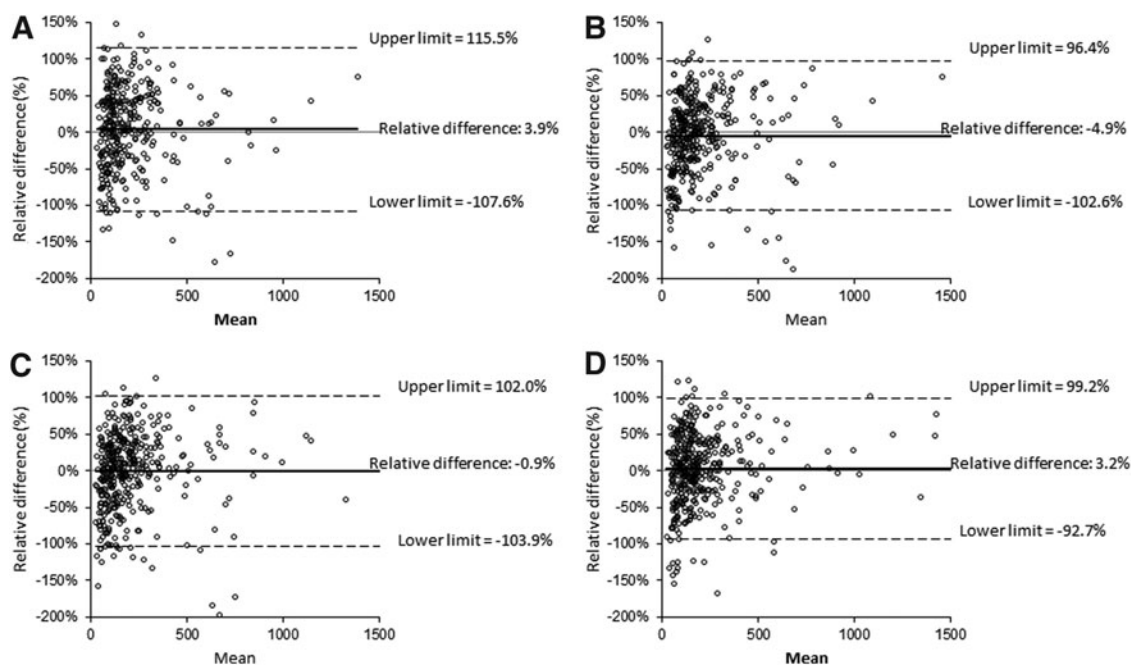 A
Relative difference (%)
150%
100%
50%
0%
-50%
-100%
-150%
-200%
Upper limit = 115.5%
Relative difference: 3.9%
Lower limit = -107.6%
0 500 1000 1500
Mean
B
Relative difference (%)
150%
100%
50%
0%
-50%
-100%
-150%
-200%
Upper limit = 96.4%
Relative difference: -4.9%
Lower limit = -102.6%
0 500 1000 1500
Mean
C
Relative difference (%)
150%
100%
50%
0%
-50%
-100%
-150%
-200%
Upper limit = 102.0%
Relative difference: -0.9%
Lower limit = -103.9%
0 500 1000 1500
Mean
D
Relative difference (%)
150%
100%
50%
0%
-50%
-100%
-150%
-200%
Upper limit = 99.2%
Relative difference: 3.2%
Lower limit = -92.7%
0 500 1000 1500
Mean